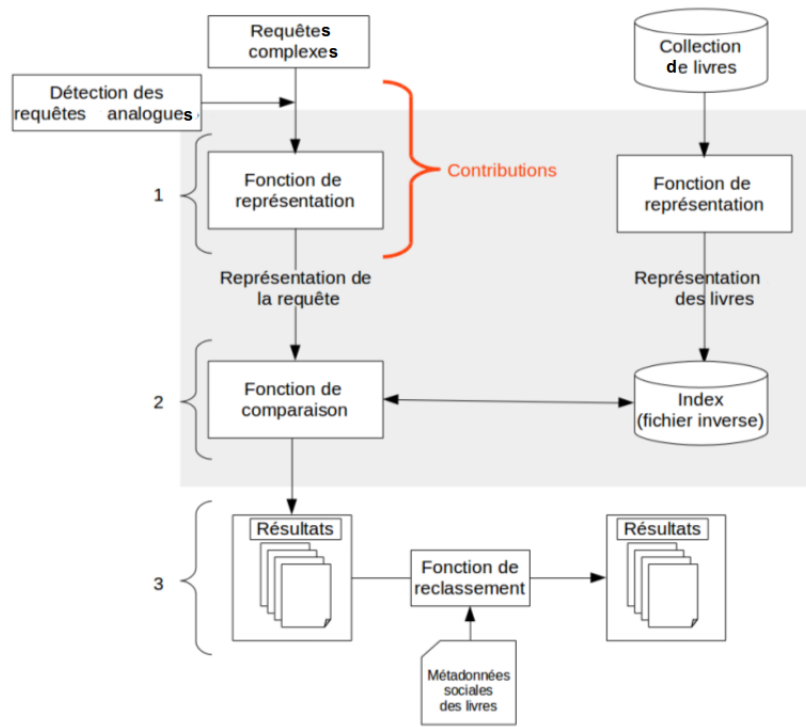 Requêtes
complexes
Collection
de livres
Détection des
requêtes analogues
Contributions
1
Fonction de
représentation
Fonction de
représentation
Représentation de
la requête
Représentation
des livres
2
Fonction de
comparaison
Index
(fichier inverse)
3
Résultats
Fonction de
reclassement
Résultats
Métadonnées
sociales
des livres